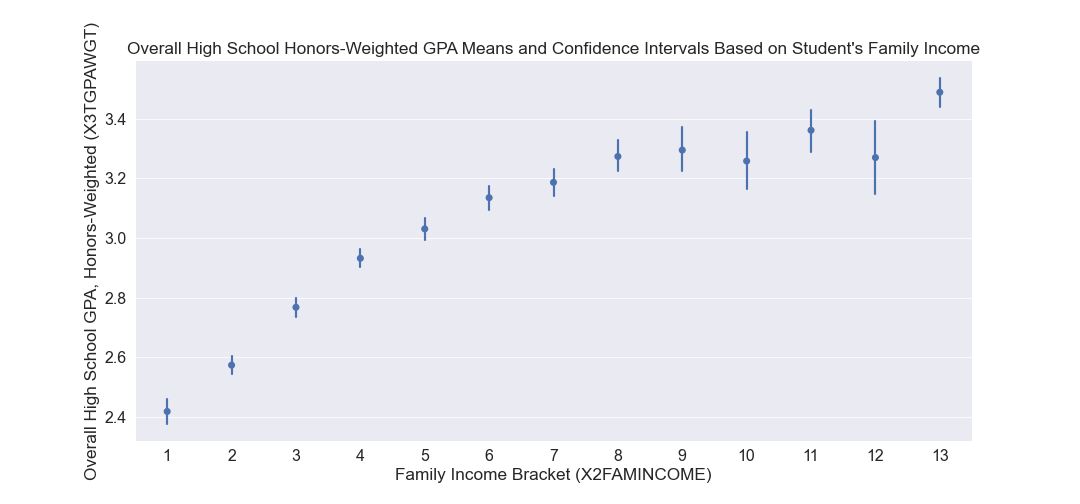 Overall High School Honors-Weighted GPA Means and Confidence Intervals Based on Student's Family Income
Overall High School GPA, Honors-Weighted (X3TGPAWGT)
3.4
3.2
3.0
2.8
2.6
2.4
1 2 3 4 5 6 7 8 9 10 11 12 13
Family Income Bracket (X2FAMINCOME)